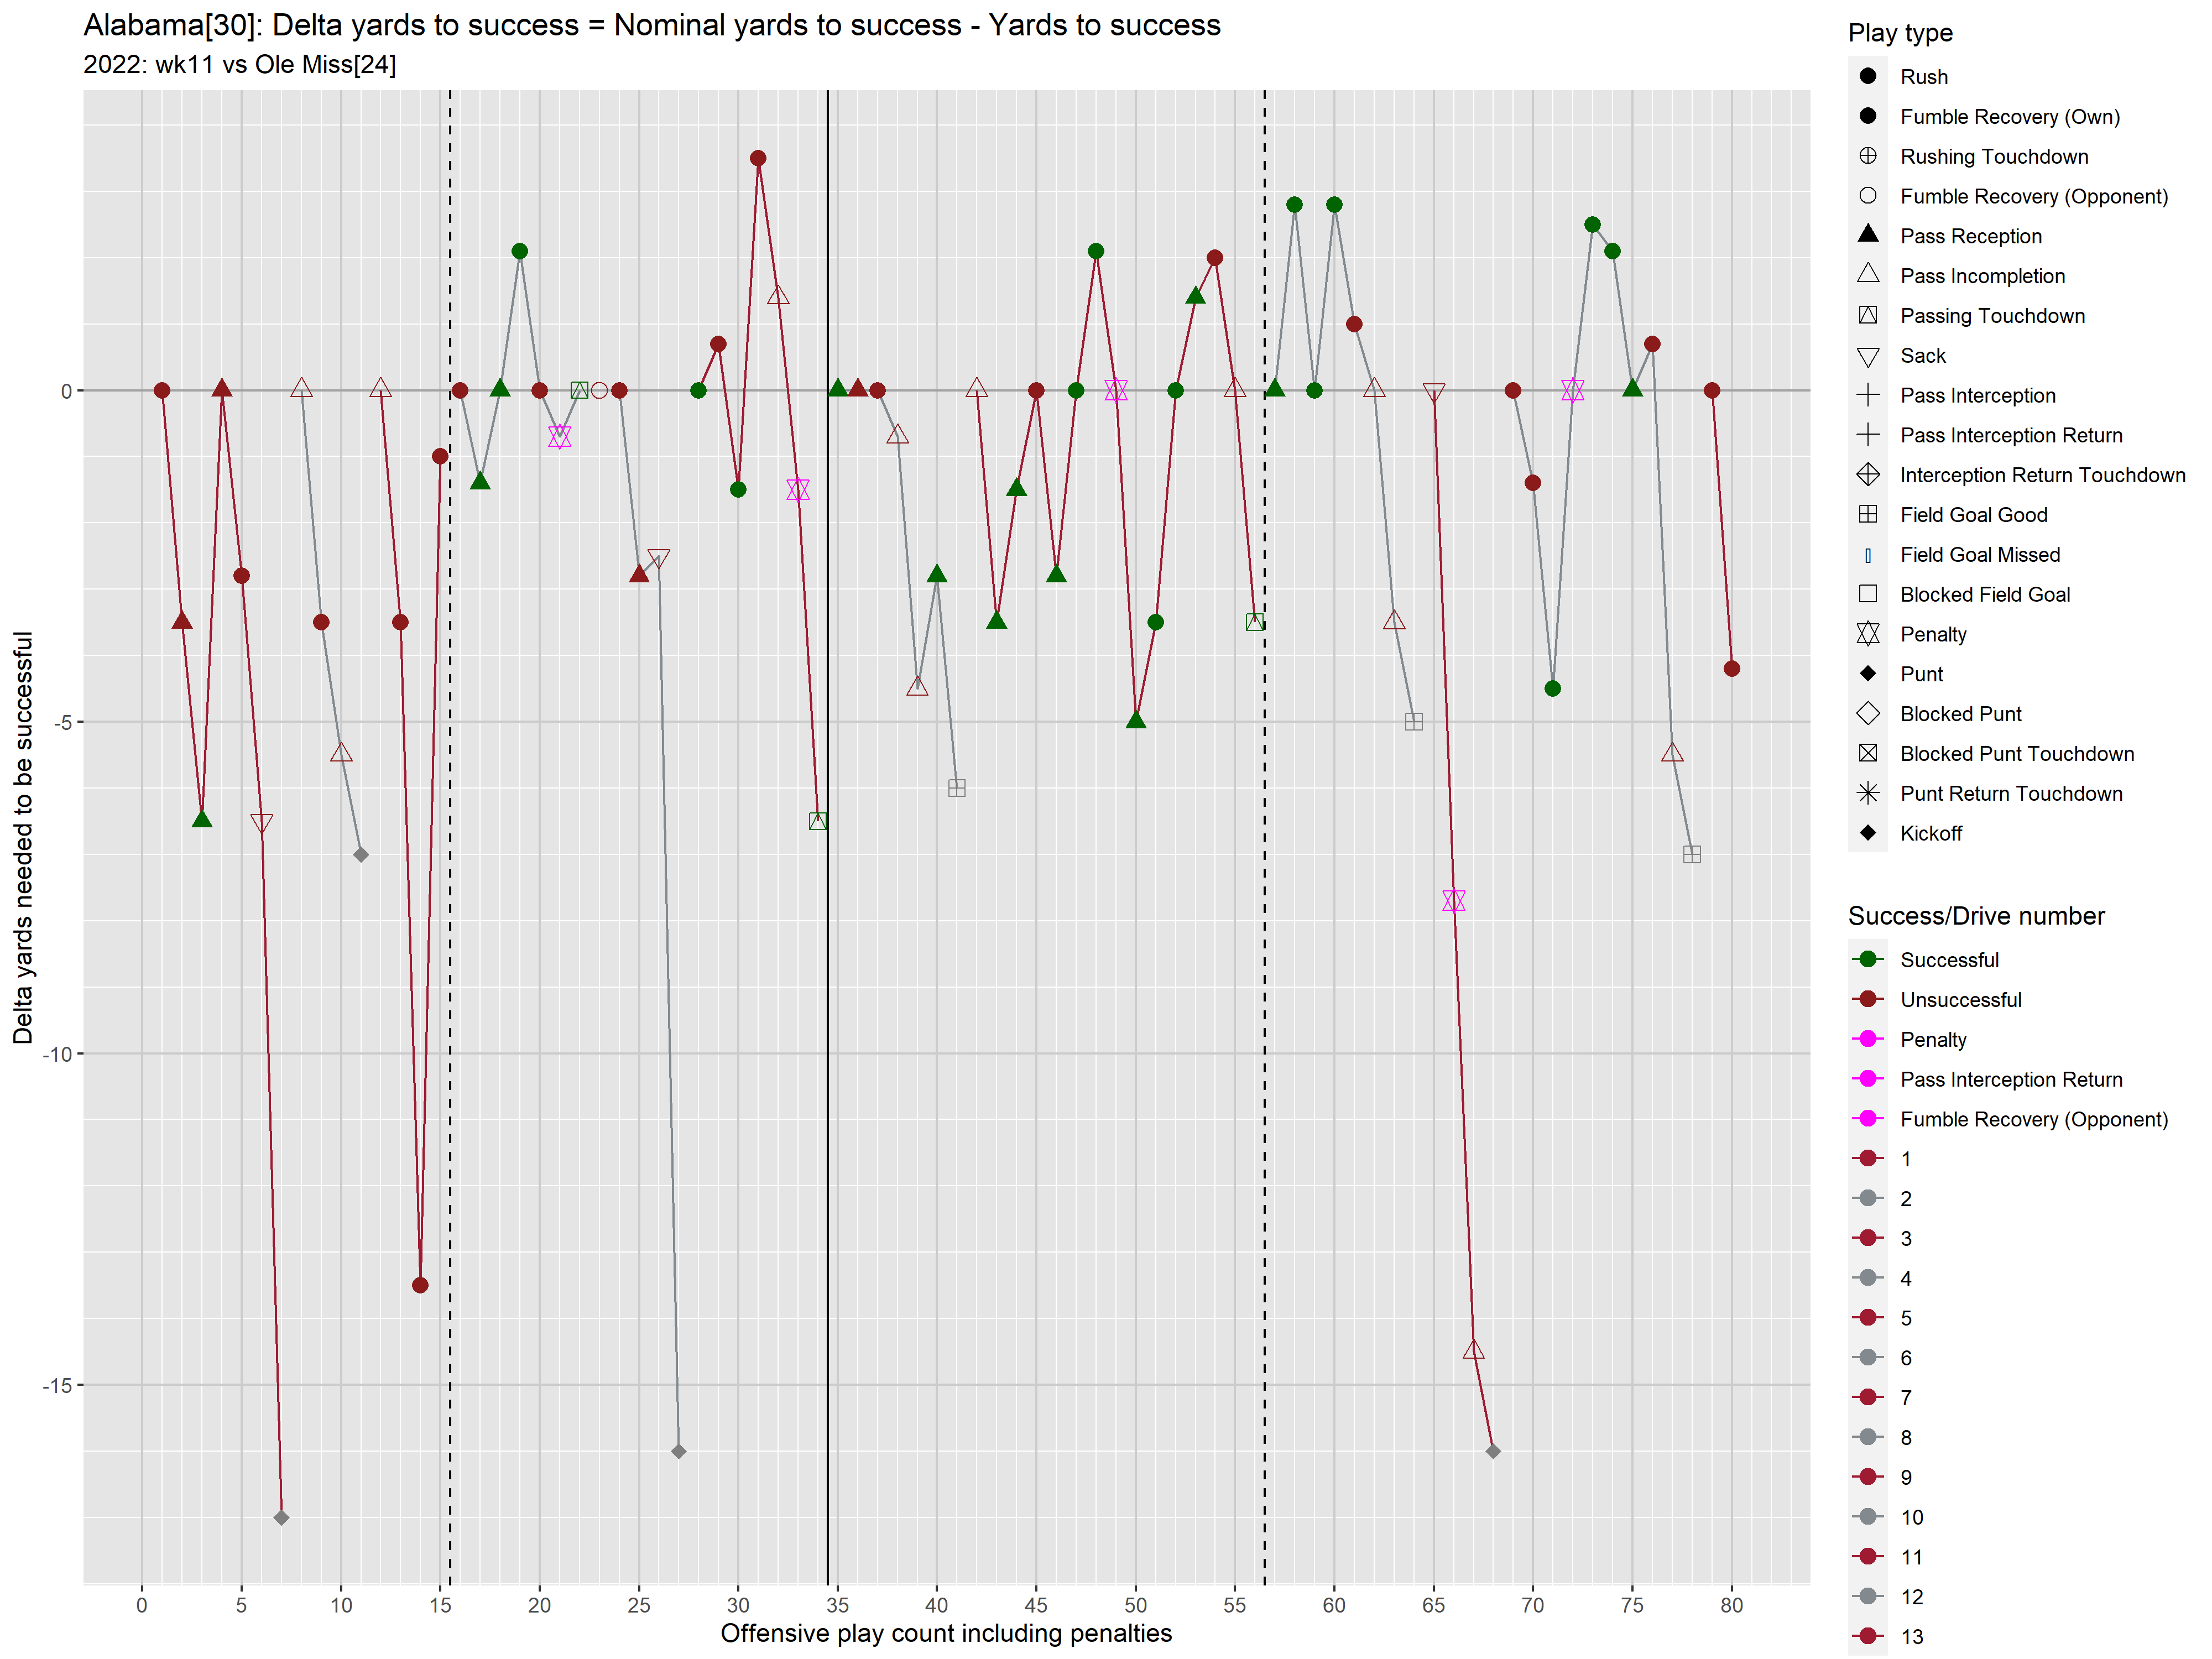 Alabama[30]: Delta yards to success = Nominal yards to success - Yards to success
2022: wk11 vs Ole Miss[24]
Delta yards needed to be successful
0
-5
-10
-15
0 5 10 15 20 25 30 35 40 45 50 55 60 65 70 75 80
Offensive play count including penalties
Play type
Rush
Fumble Recovery (Own)
Rushing Touchdown
Fumble Recovery (Opponent)
Pass Reception
Pass Incompletion
Passing Touchdown
Sack
Pass Interception
Pass Interception Return
Interception Return Touchdown
Field Goal Good
Field Goal Missed
Blocked Field Goal
Penalty
Punt
Blocked Punt
Blocked Punt Touchdown
Punt Return Touchdown
Kickoff
Success/Drive number
Successful
Unsuccessful
Penalty
Pass Interception Return
Fumble Recovery (Opponent)
1
2
3
4
5
6
7
8
9
10
11
12
13